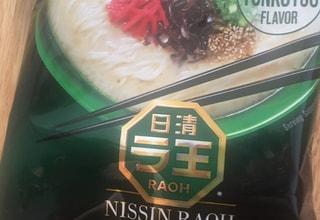 TONKOTSU
FLAVOR
日清
ラ王
RAOH
NISSIN RAOH